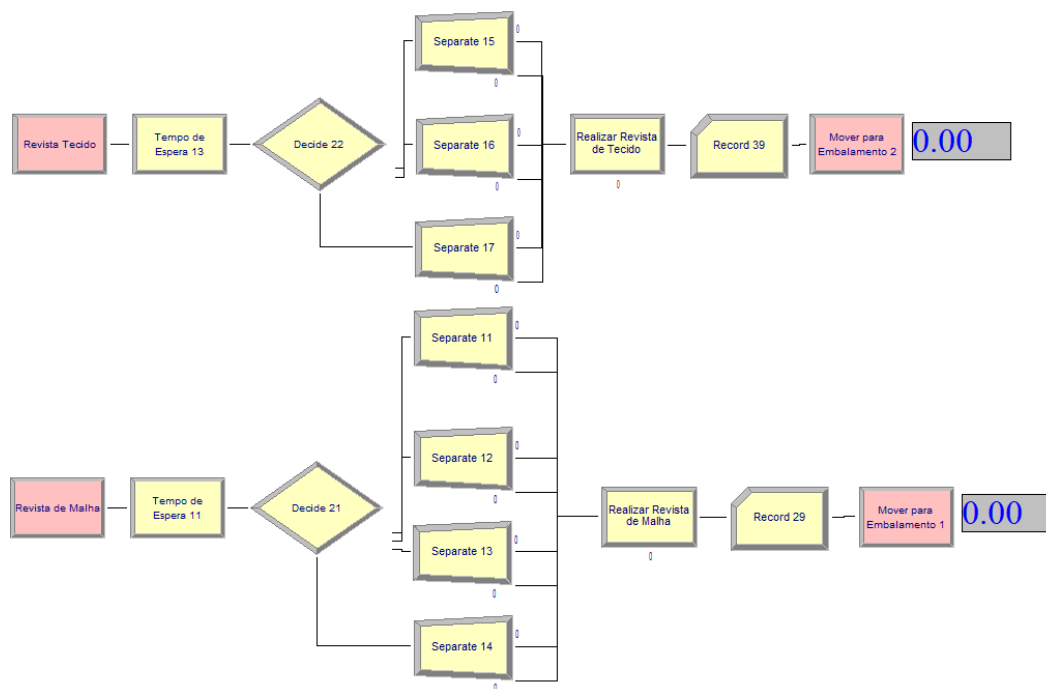 Separate 15
0
0
Revista Tecido
Tempo de
Espera 13
Decide 22
Separate 16
0
0
Realizar Revista
de Tecido
0
Record 39
Mover para
Embalamento 2
0.00
Separate 17
0
0
Separate 11
0
0
Separate 12
0
0
Revista de Malha
Tempo de
Espera 11
Decide 21
Separate 13
0
0
Realizar Revista
de Malha
0
Record 29
Mover para
Embalamento 1
0.00
Separate 14
0
0